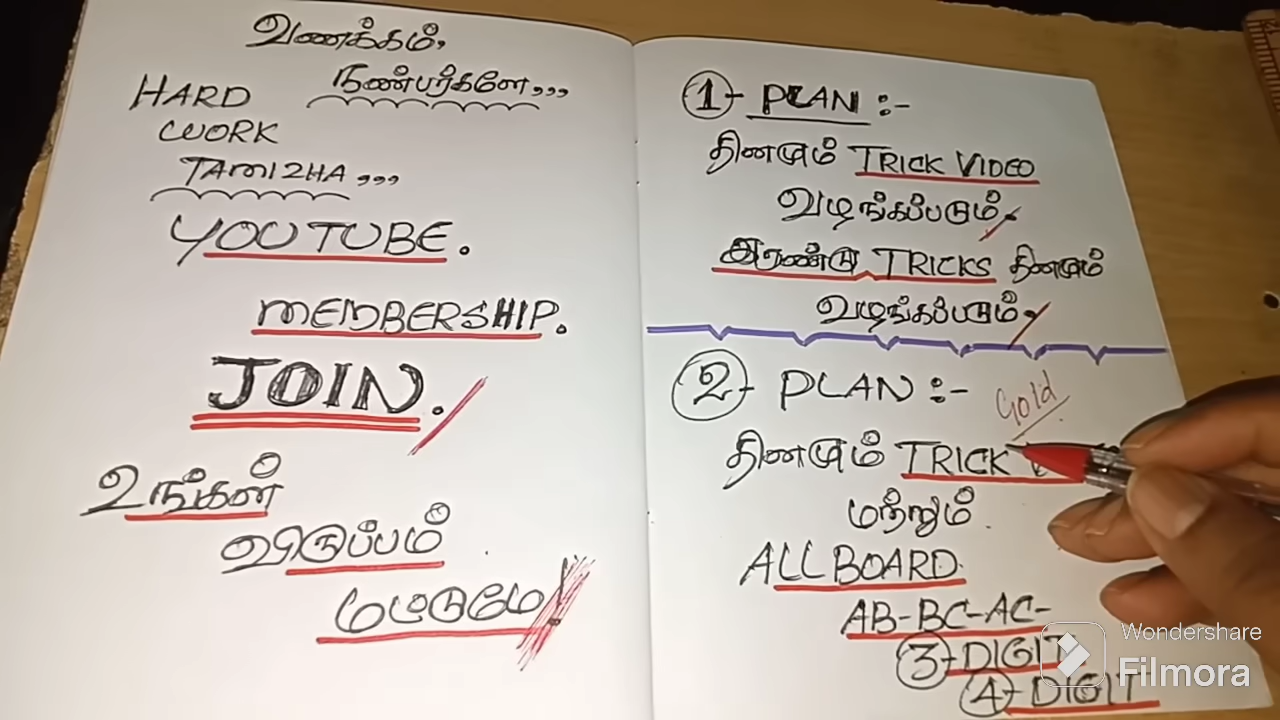 வணக்கம்,
நண்பர்களே,,,
HARD
WORK
TAMIZHA,,,
YOUTUBE.
MEMBERSHIP.
JOIN.
உங்கள்
விருப்பம்
மட்டுமே!
1- PLAN :-
தினமும் TRICK VIDEO
வழங்கப்படும்.
இரண்டு TRICKS தினமும்
வழங்கப்படும்.
2- PLAN :-
Gold
தினமும் TRICK
மற்றும்
ALL BOARD.
AB-BC-AC-
3-DIGIT
4-DIGIT
Wondershare
Filmora